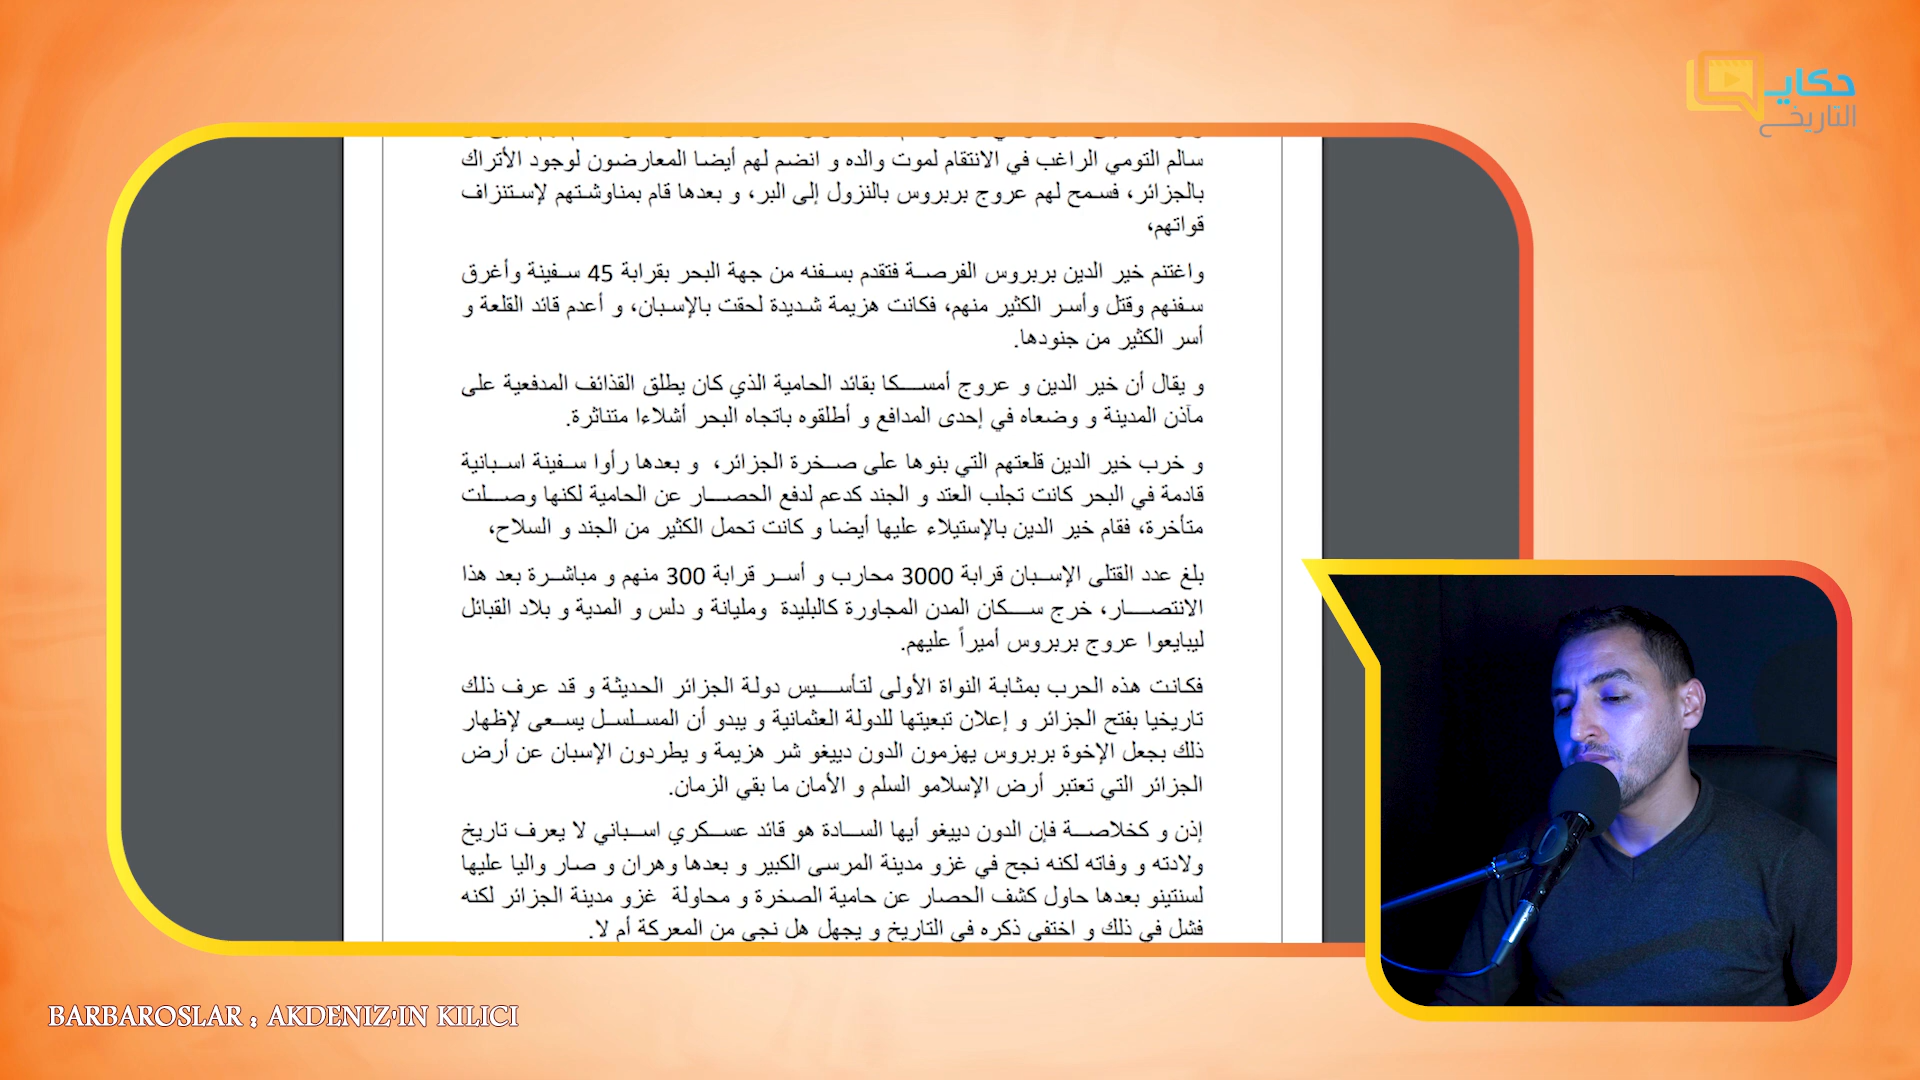 حكاية
التاريخ
سالم التومي الراغب في الانتقام لموت والده و انضم لهم أيضا المعارضون لوجود الأتراك
بالجزائر، فسمح لهم عروج بربروس بالنزول إلى البر، و بعدها قام بمناوشتهم لإستنزاف
قواتهم،
واغتنم خير الدين بربروس الفرصة فتقدم بسفنه من جهة البحر بقرابة 45 سفينة وأغرق
سفنهم وقتل وأسر الكثير منهم، فكانت هزيمة شديدة لحقت بالإسبان، و أعدم قائد القلعة و
أسر الكثير من جنودها.
و يقال أن خير الدين و عروج أمسكا بقائد الحامية الذي كان يطلق القذائف المدفعية على
مآذن المدينة و وضعاه في إحدى المدافع و أطلقوه باتجاه البحر أشلاءا متناثرة.
و خرب خير الدين قلعتهم التي بنوها على صخرة الجزائر، و بعدها رأوا سفينة اسبانية
قادمة في البحر كانت تجلب العتد و الجند كدعم لدفع الحصار عن الحامية لكنها وصلت
متأخرة، فقام خير الدين بالإستيلاء عليها أيضا و كانت تحمل الكثير من الجند و السلاح،
بلغ عدد القتلى الإسبان قرابة 3000 محارب و أسر قرابة 300 منهم و مباشرة بعد هذا
الانتصار، خرج سكان المدن المجاورة كالبليدة ومليانة و دلس و المدية و بلاد القبائل
ليبايعوا عروج بربروس أميراً عليهم.
فكانت هذه الحرب بمثابة النواة الأولى لتأسيس دولة الجزائر الحديثة و قد عرف ذلك
تاريخيا بفتح الجزائر و إعلان تبعيتها للدولة العثمانية و يبدو أن المسلسل يسعى لإظهار
ذلك بجعل الإخوة بربروس يهزمون الدون دييغو شر هزيمة و يطردون الإسبان عن أرض
الجزائر التي تعتبر أرض الإسلامو السلم و الأمان ما بقي الزمان.
إذن و كخلاصة فإن الدون دييغو أيها السادة هو قائد عسكري اسباني لا يعرف تاريخ
ولادته و وفاته لكنه نجح في غزو مدينة المرسى الكبير و بعدها وهران و صار واليا عليها
لسنتينو بعدها حاول كشف الحصار عن حامية الصخرة و محاولة غزو مدينة الجزائر لكنه
فشل في ذلك و اختفى ذكره في التاريخ و يجهل هل نجى من المعركة أم لا.
BARBAROSLAR : AKDENIZ'IN KILICI